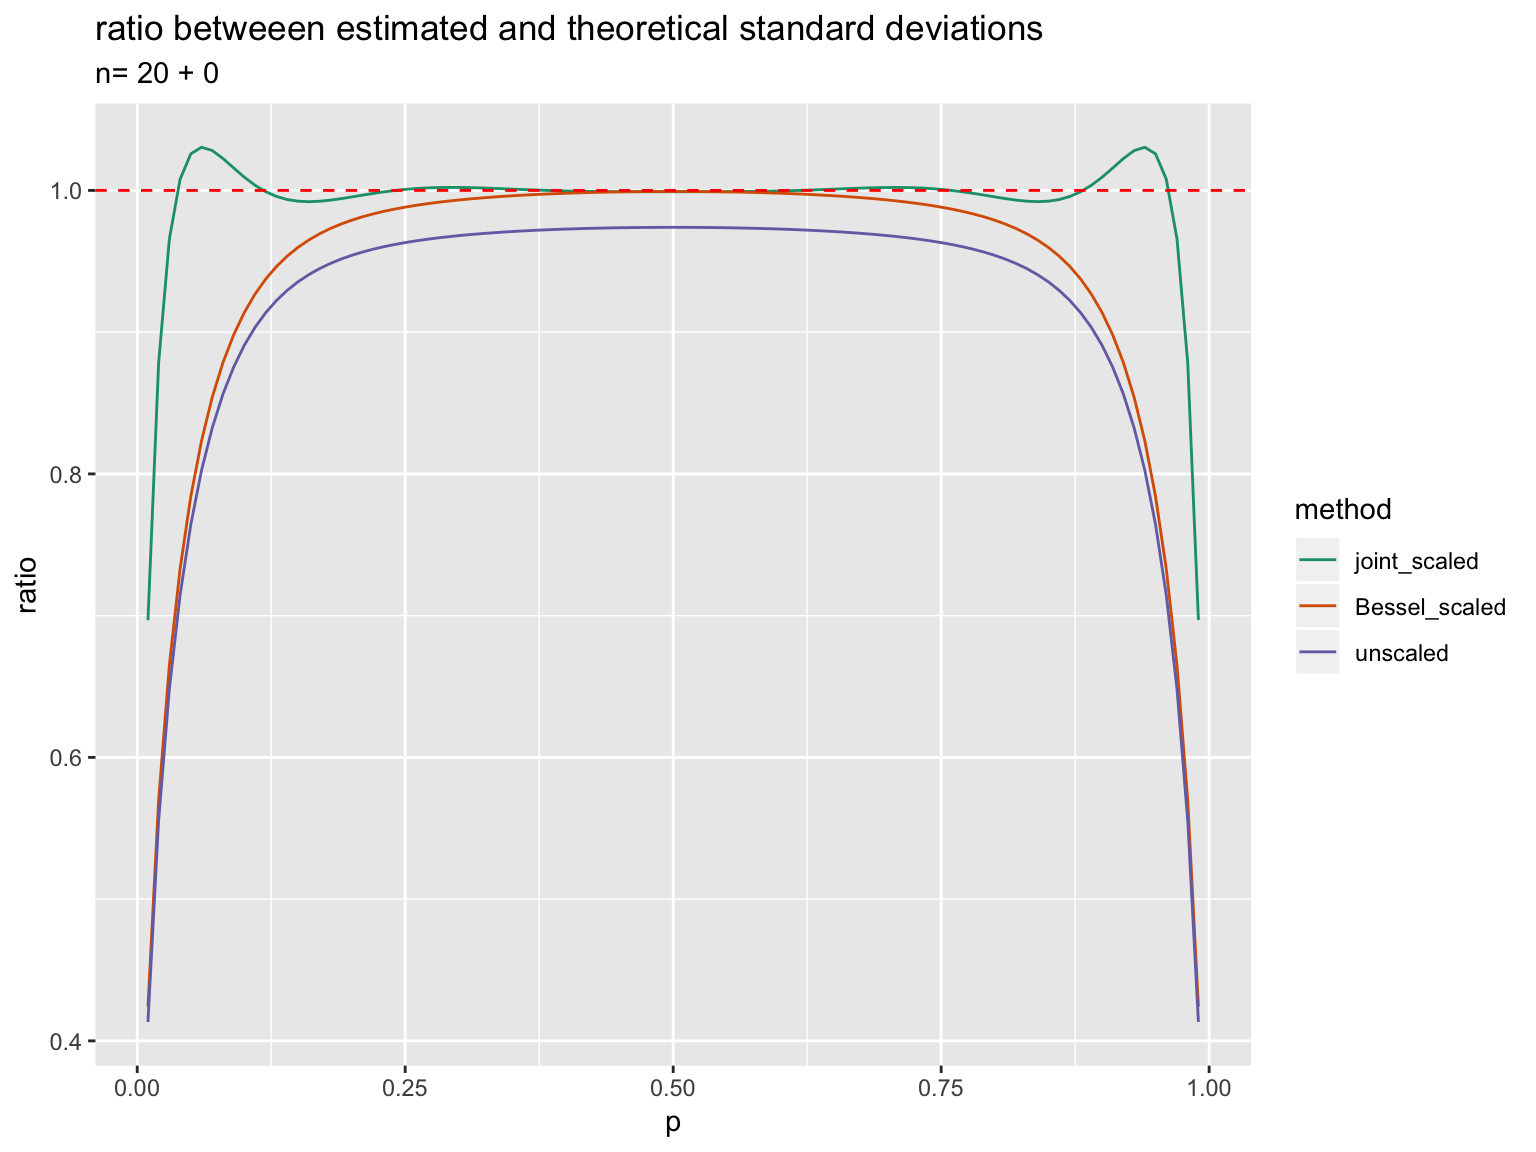 ratio betweeen estimated and theoretical standard deviations
n= 20 + 0
1.0
0.8
0.6
0.4
ratio
0.00
0.25
0.50
0.75
1.00
p
method
joint_scaled
Bessel_scaled
unscaled